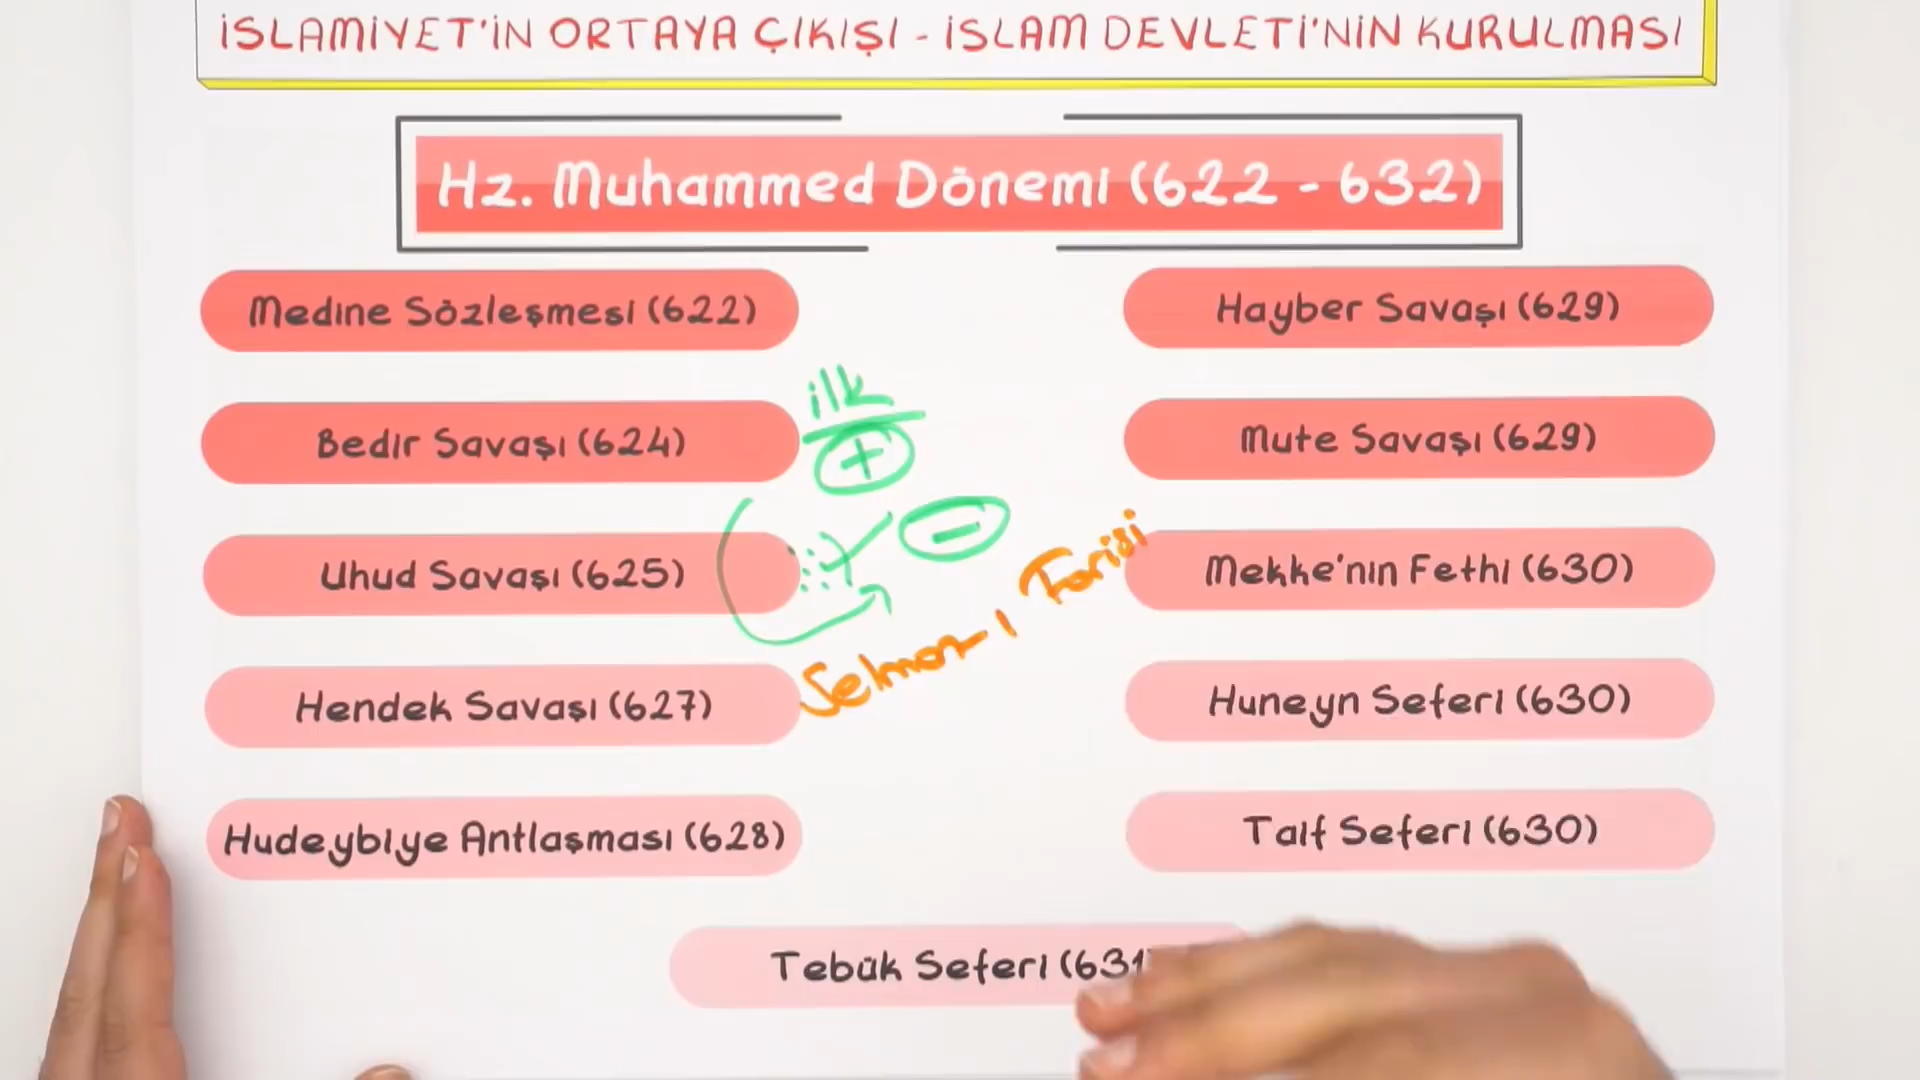 İSLAMİYET'İN ORTAYA ÇIKIŞI - İSLAM DEVLETİ'NİN KURULMASI
Hz. Muhammed Dönemi (622 - 632)
Medine Sözleşmesi (622)
Bedir Savaşı (624)
Uhud Savaşı (625)
Hendek Savaşı (627)
Hudeybiye Antlaşması (628)
ilk
+
-
Selman-ı Farisi
Hayber Savaşı (629)
Mute Savaşı (629)
Mekke'nin Fethi (630)
Huneyn Seferi (630)
Taif Seferi (630)
Tebük Seferi (631